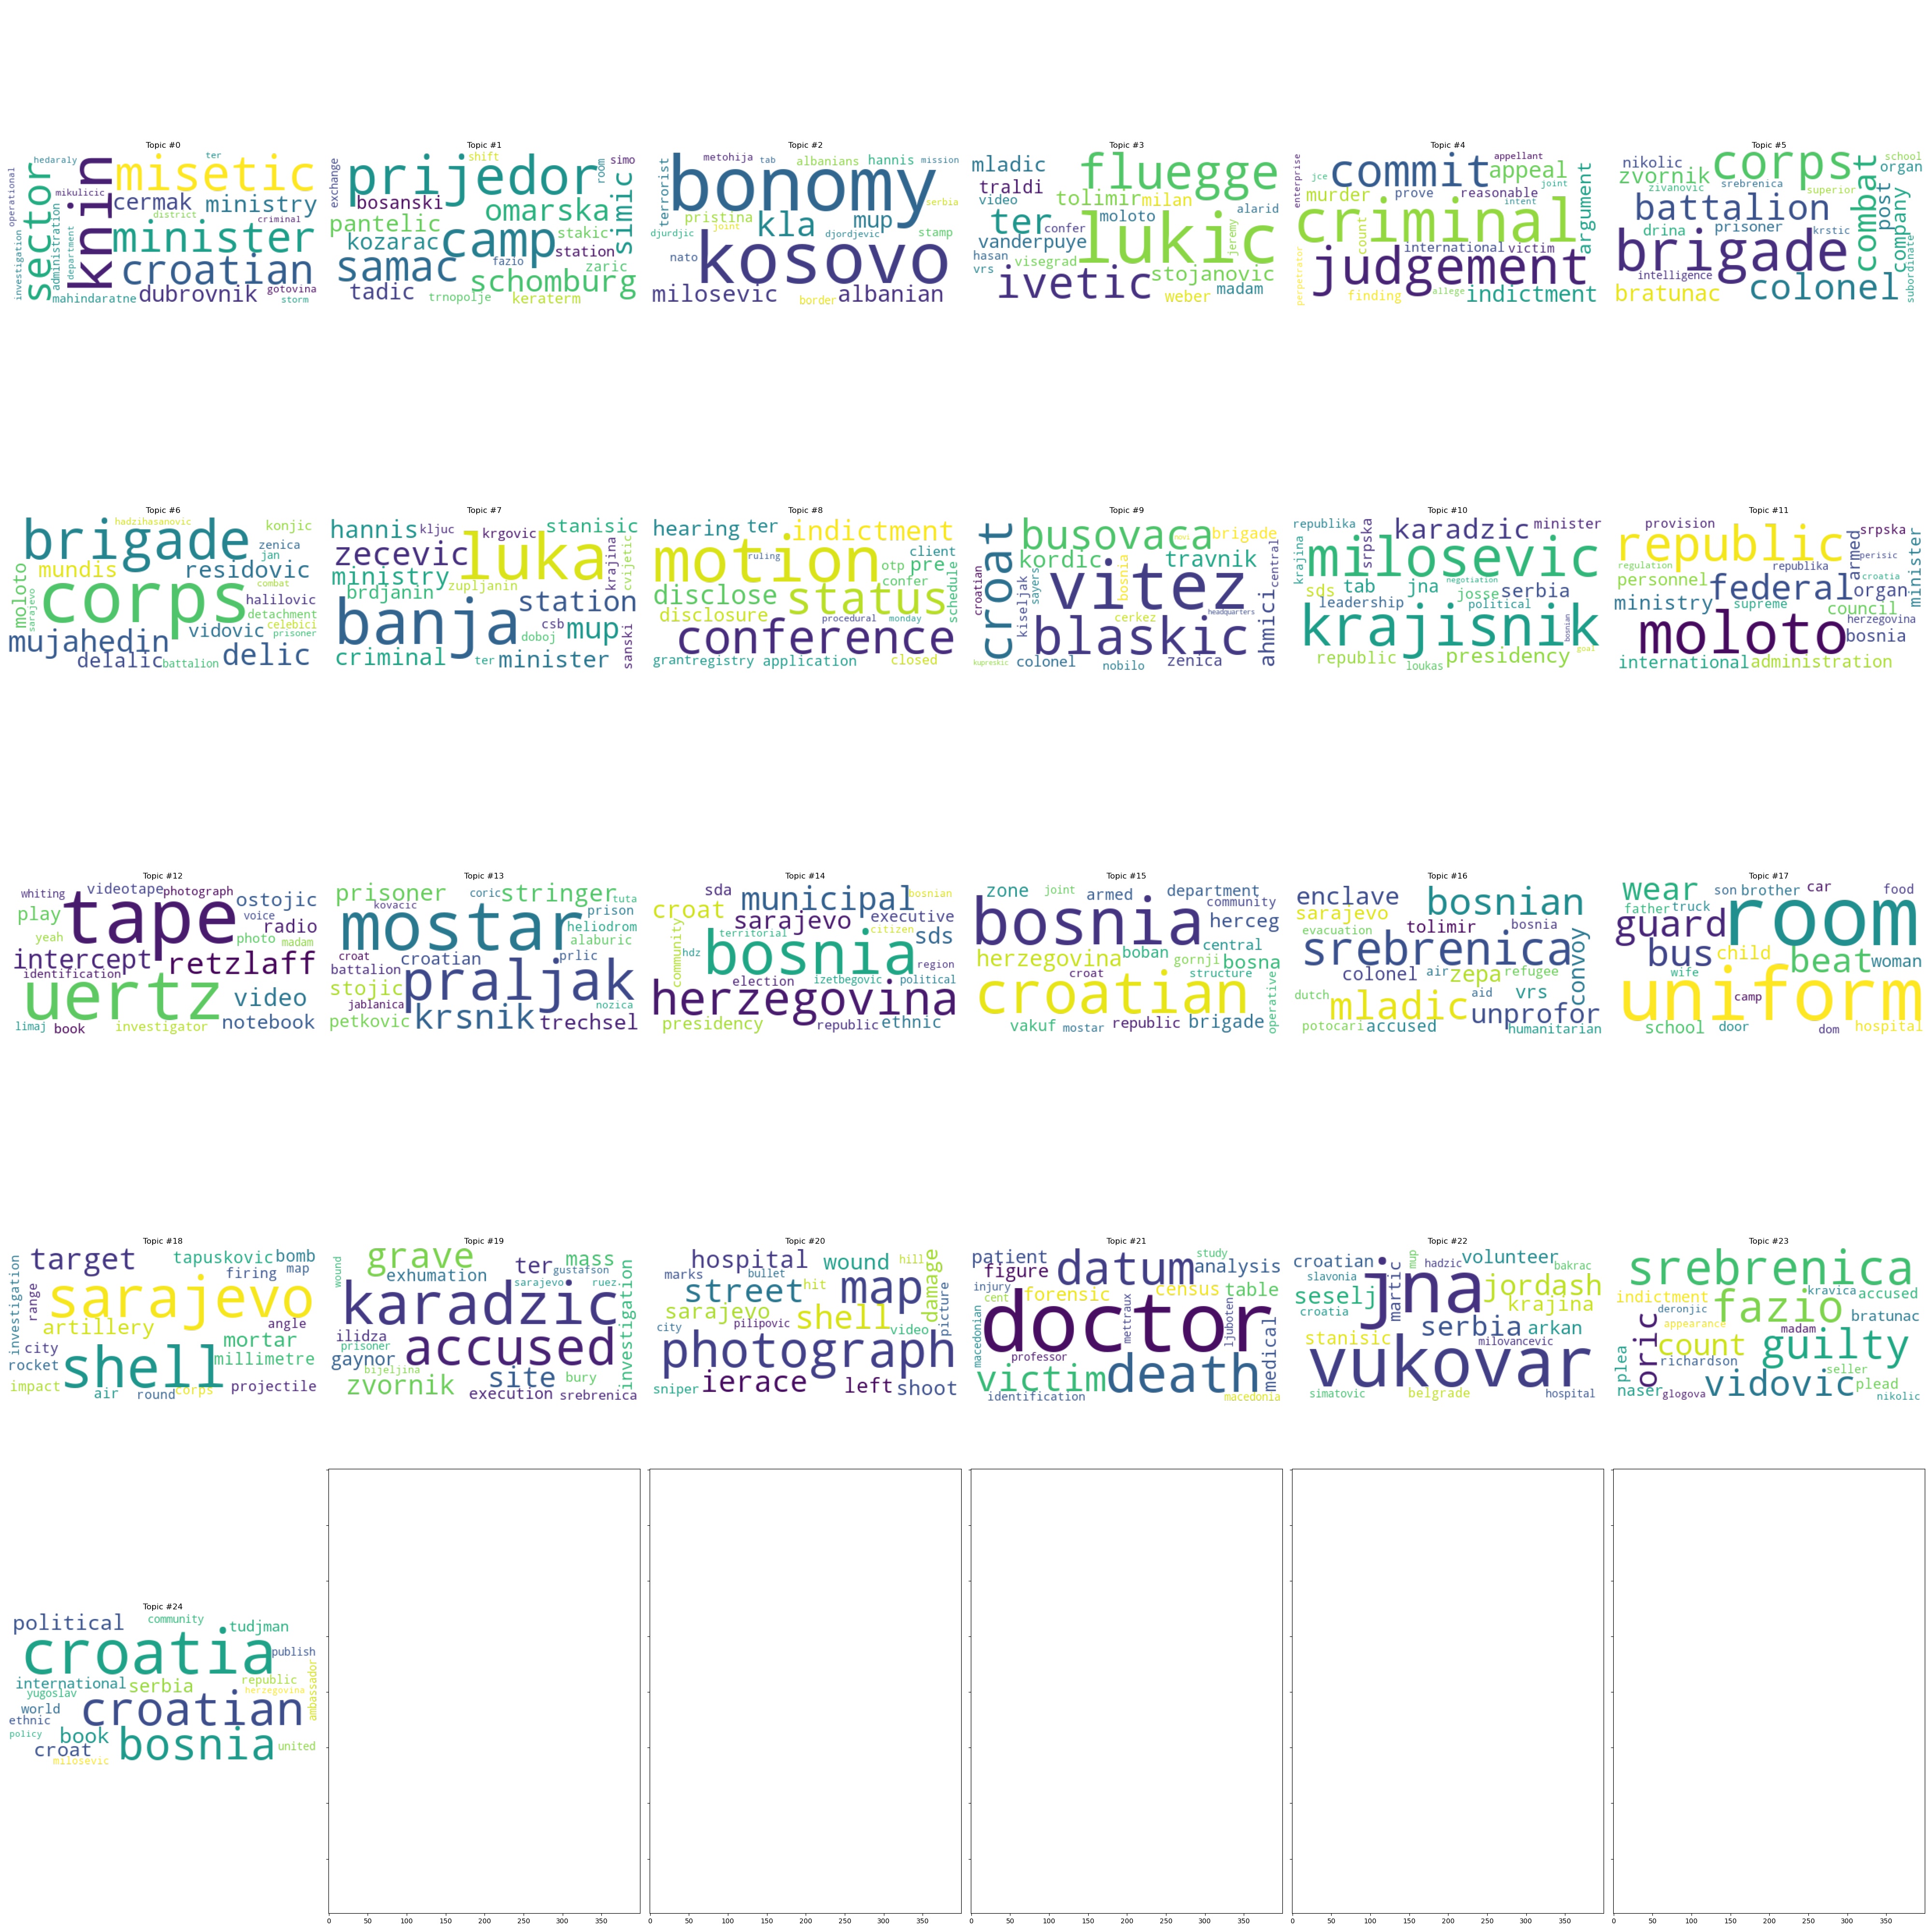 Topic #0
hedaralv ter
operational sector mikulicic knin misetic
cermak ministry
district criminal
investigation administration department minister
croatian
mahindaratne dubrovnik gotovina storm
Topic #1
exchange shift room simo
prijedor
bosanski omarska simic
pantelic stakic
kozarac camp station
samac fazio zaric
schomburg
tadic trnopolje keraterm
Topic #2
metohija tab albanians hannis mission
terrorist bonomy serbia
pristina kla mup
joint djordjevic stamp
djurdjic
nato kosovo
milosevic border albanian
Topic #3
mladic fluegge
traldi
video tolimir milan
ter moloto alarid
confer jeremy
vanderpuye lukic
hasan visegrad
vrs ivetic stojanovic
weber madam
Topic #4
enterprise commit appellant
jce appeal argument
murder prove reasonable joint
intent
criminal
count international victim
judgement
perpetrator finding allege indictment
Topic #5
nikolic corps school
zvornik organ
zivanovic srebrenica superior
battalion combat post company
drina prisoner
krstic
brigade
intelligence subordinate
bratunac colonel
Topic #6
hadzihasanovic konjic
brigade zenica
mundis residovic jan
combat
moloto sarajevo corps halilovic
detachment
celebici
mujahedin vidovic prisoner
delalic battalion delic
Topic #7
hannis kljuc krgovic stanisic
zecevic luka krajina cvijetic
ministry zupljanin
brdjanin station
banja csb mup
doboj sanski
criminal ter minister
Topic #8
hearing ter indictment
ruling client
motion otp pre
confer schedule
disclose status
disclosure procedural monday
conference
grantregistry application closed
Topic #9
croat busovaca brigade
kordic travnik central
croatian sayers vitez
kiseljak bosnia
cerkez headquarters
blaskic ahmici
kupreskic colonel nobilo zenica
Topic #10
republika srpska karadzic minister
krajina milosevic
sds tab jna negotiation
josse serbia
leadership political
krajisnik bosnian
goal
republic loukas presidency
Topic #11
provision armed srpska
republic perisic
regulation republika croatia
personnel federal organ minister
ministry supreme council
herzegovina
moloto bosnia
international administration
Topic #12
whiting videotape photograph
tape ostojic
play voice radio
yeah photo madam
intercept retzlaff
identification
uertz video
notebook
limaj book investigator
Topic #13
prisoner coric stringer tuta
kovacic prison
mostar heliodrom
alaburic
croat croatian prlic
battalion praljak
stojic
jablanica nozica
petkovic krsnik trechsel
Topic #14
sda municipal bosnian
croat sarajevo executive
citizen
territorial sds
community hdz bosnia region
election izetbegovic political
herzegovina
presidency republic ethnic
Topic #15
zone joint armed department
community
bosnia herceg
herzegovina boban central
gornji bosna
croat structure
croatian operative
vakuf mostar republic brigade
Topic #16
enclave bosnian
sarajevo
evacuation tolimir bosnia
srebrenica convoy
colonel air zepa refugee
dutch aid vrs
mladic unprofor
potocari accused humanitarian
Topic #17
wear son brother car food
father truck
guard room
bus child beat woman
wife
camp
uniform
school door dom hospital
Topic #18
investigation target tapuskovic bomb
firing map
range sarajevo
artillery angle
city mortar
rocket shell millimetre
impact air round corps projectile
Topic #19
wound grave ter mass
exhumation gustafson
sarajevo ruez
karadzic investigation
ilidza
prisoner accused
gaynor
bijeljina site bury
zvornik execution srebrenica
Topic #20
hospital wound hill
marks bullet
street hit map damage
sarajevo shell picture
city pilipovic video
photograph
sniper ierace left shoot
Topic #21
patient datum study
figure analysis
injury forensic census table
cent
macedonian doctor mettraux ljuboten
professor
victim death medical
identification macedonia
Topic #22
croatian mup hadzic volunteer
slavonia bakrac
seselj jna martic jordash
croatia krajina
serbia arkan
stanisic milovancevic
vukovar
simatovic belgrade hospital
Topic #23
srebrenica
indictment kravica accused
deronjic fazio
appearance bratunac
madam
oric count guilty
plea richardson
seller
naser glogova vidovic plead
nikolic
Topic #24
political community tudjman
croatia publish
international serbia republic
yugoslav herzegovina ambassador
world croatian
ethnic
policy book bosnia united
croat
milosevic
0 50 100 150 200 250 300 350
0 50 100 150 200 250 300 350
0 50 100 150 200 250 300 350
0 50 100 150 200 250 300 350
0 50 100 150 200 250 300 350